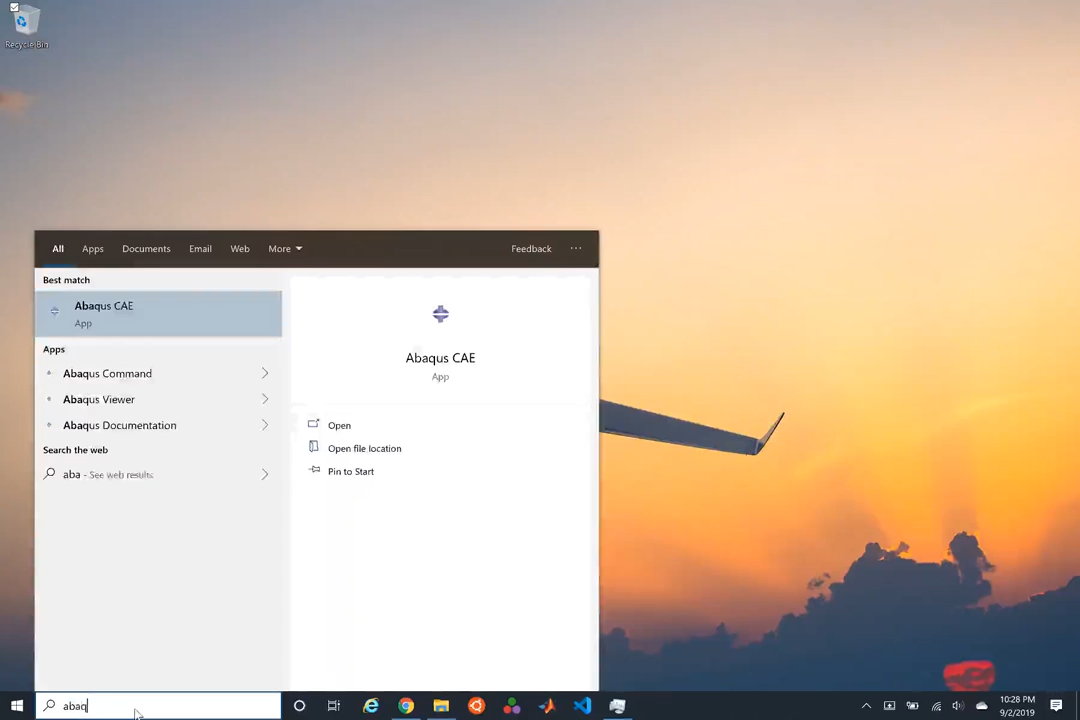 Recycle Bin
All Apps Documents Email Web More Feedback ...
Best match
Abaqus CAE
App
Apps
Abaqus Command
Abaqus Viewer
Abaqus Documentation
Search the web
aba - See web results
Abaqus CAE
App
Open
Open file location
Pin to Start
abaq
10:28 PM
9/2/2019